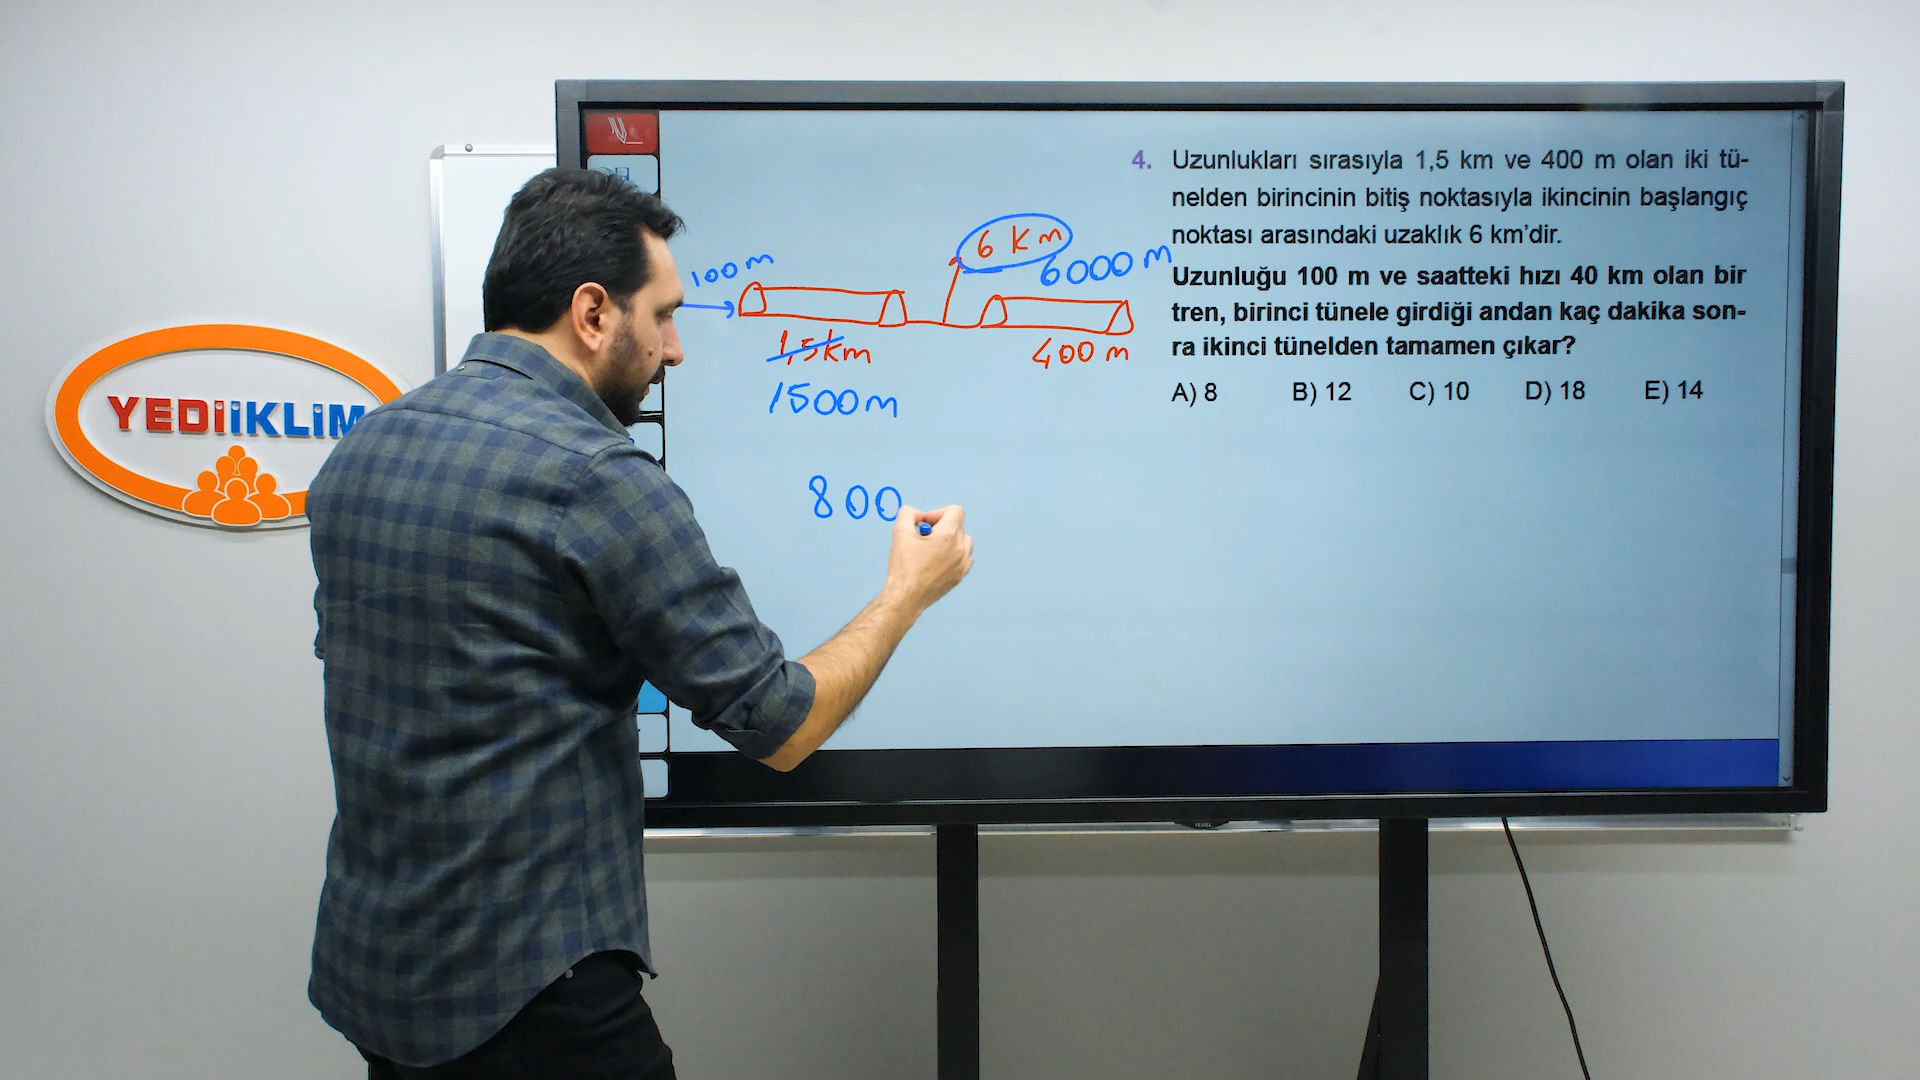 YEDiiKLiM
4. Uzunlukları sırasıyla 1,5 km ve 400 m olan iki tü-
nelden birincinin bitiş noktasıyla ikincinin başlangıç
noktası arasındaki uzaklık 6 km’dir.
Uzunluğu 100 m ve saatteki hızı 40 km olan bir
tren, birinci tünele girdiği andan kaç dakika son-
ra ikinci tünelden tamamen çıkar?
A) 8 B) 12 C) 10 D) 18 E) 14
6 Km
6000 m
100 m
1,5 km
400 m
1500m
800